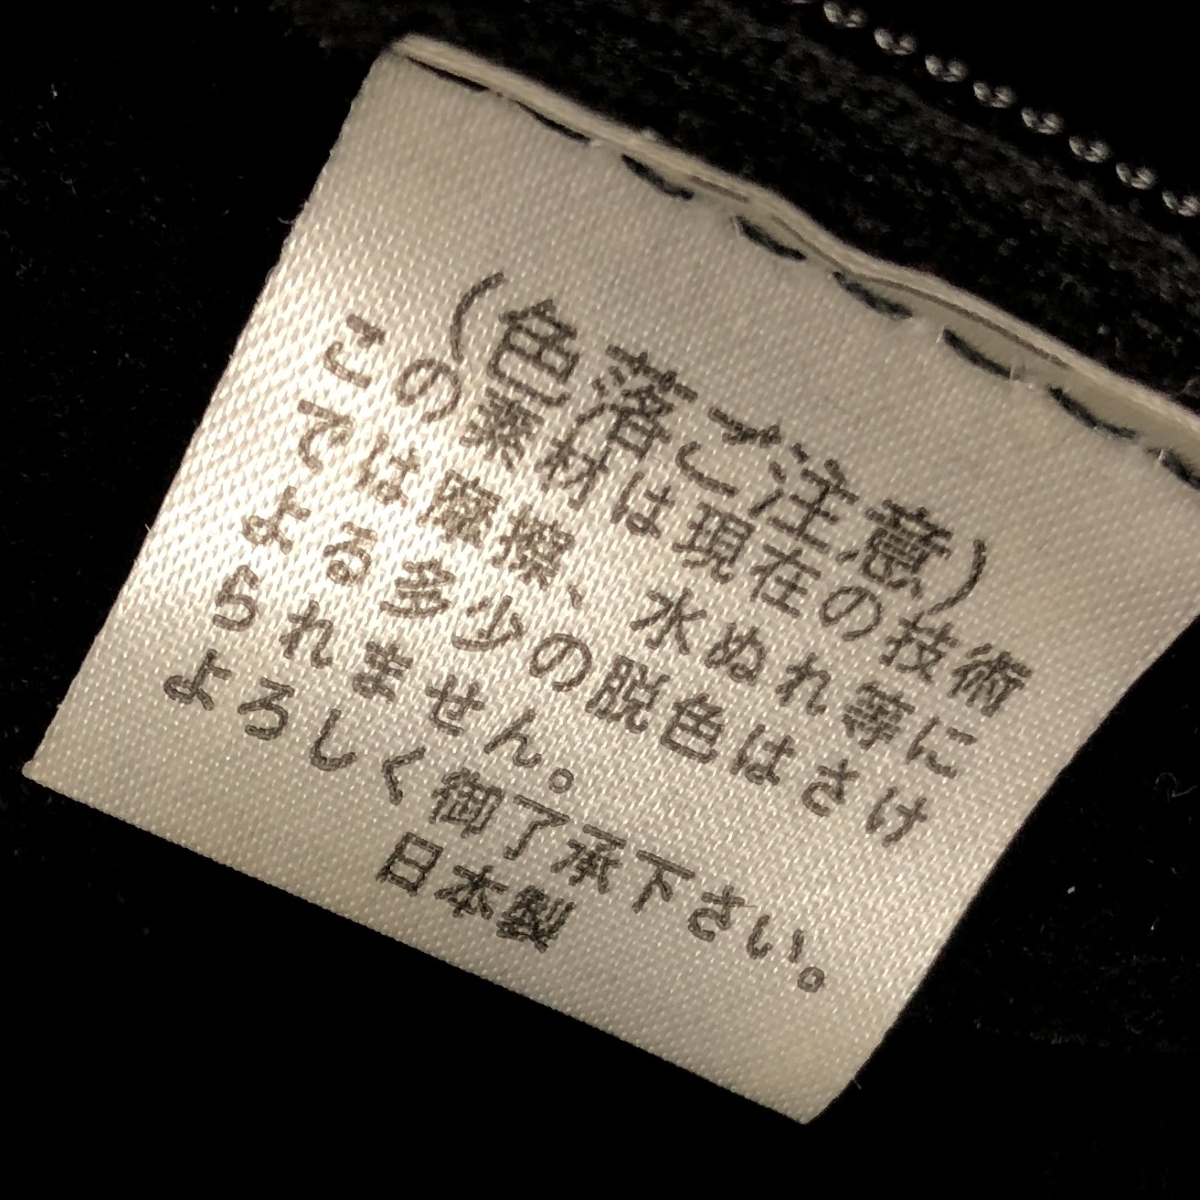 (色落ご注意)
この素材は現在の技術
では磨擦、水ぬれ等に
よる多少の脱色はさけ
られません。
よろしく御了承下さい。
日本製